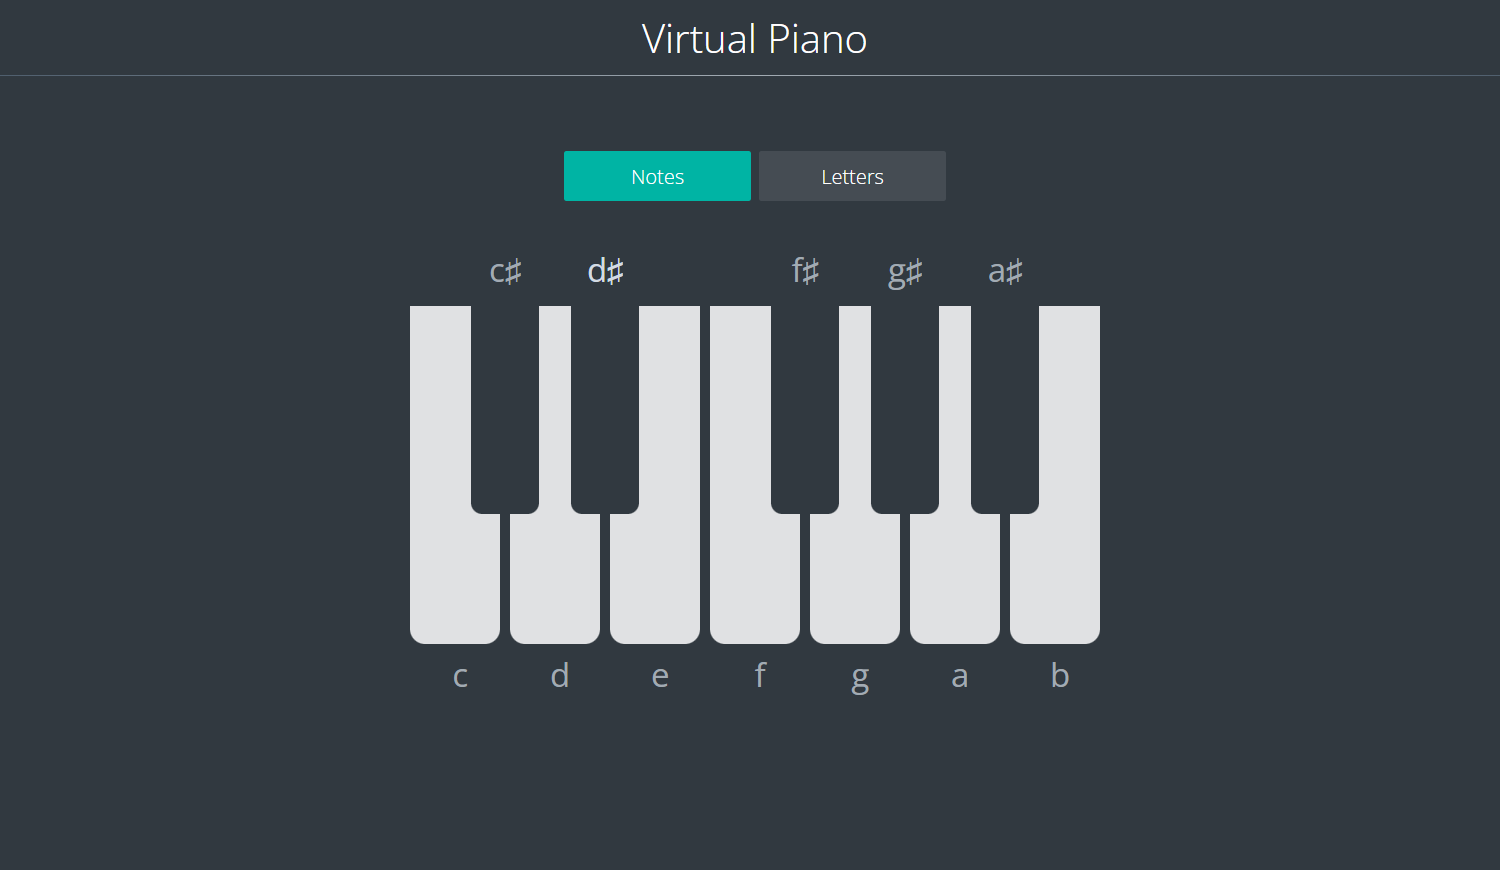 Virtual Piano
Notes Letters
c♯ d♯ f♯ g♯ a♯
c d e f g a b